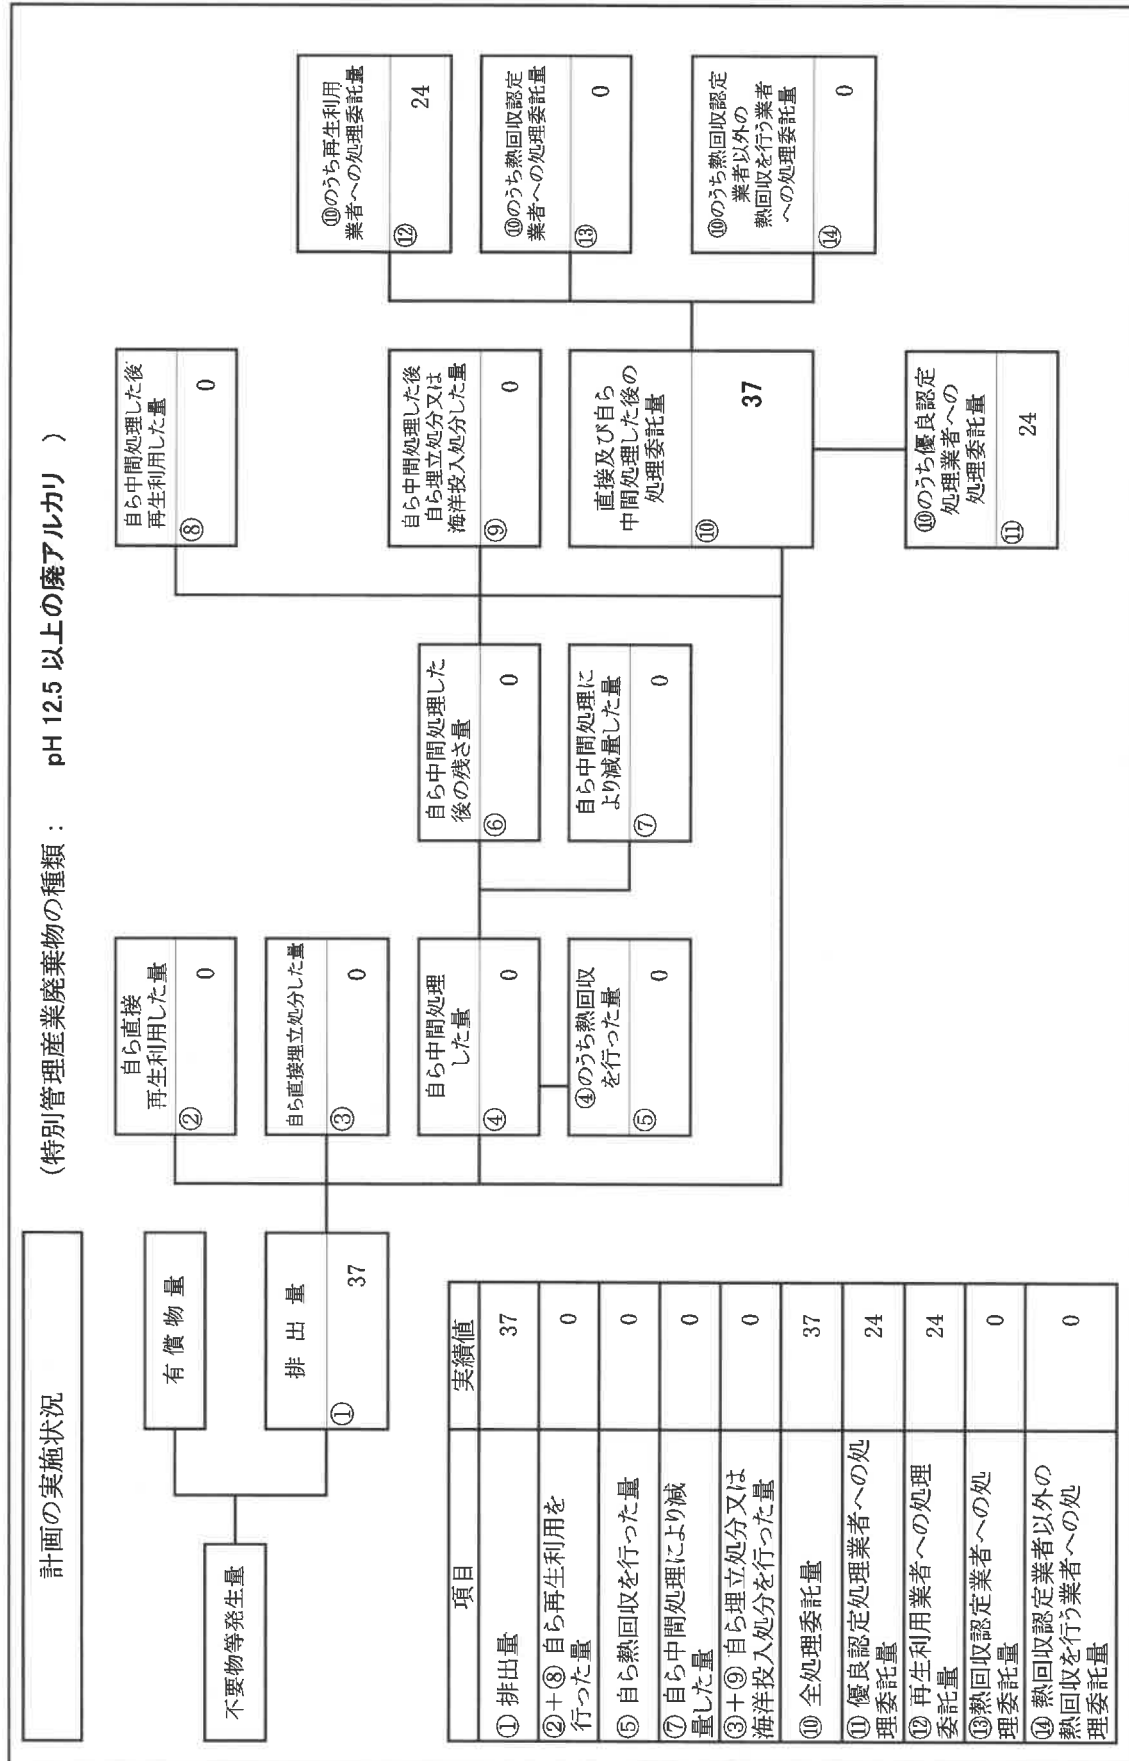 計画の実施状況
(特別管理産業廃棄物の種類： pH 12.5 以上の廃アルカリ )
不要物等発生量
有 償 物 量
排 出 量
① 37
自ら直接
再生利用した量
② 0
自ら直接埋立処分した量
③ 0
自ら中間処理
した量
④ 0
④のうち熱回収
を行った量
⑤ 0
自ら中間処理した
後の残さ量
⑥ 0
自ら中間処理に
より減量した量
⑦ 0
自ら中間処理した後
再生利用した量
⑧ 0
自ら中間処理した後
自ら埋立処分又は
海洋投入処分した量
⑨ 0
直接及び自ら
中間処理した後の
処理委託量
⑩ 37
⑩のうち優良認定
処理業者への
処理委託量
⑪ 24
⑩のうち再生利用
業者への処理委託量
⑫ 24
⑩のうち熱回収認定
業者への処理委託量
⑬ 0
⑩のうち熱回収認定
業者以外の
熱回収を行う業者
への処理委託量
⑭ 0
項目 実績値
① 排出量 37
②＋⑧ 自ら再生利用を
行った量 0
⑤ 自ら熱回収を行った量 0
⑦ 自ら中間処理により減
量した量 0
③＋⑨ 自ら埋立処分又は
海洋投入処分を行った量 0
⑩ 全処理委託量 37
⑪ 優良認定処理業者への処
理委託量 24
⑫ 再生利用業者への処理
委託量 24
⑬熱回収認定業者への処
理委託量 0
⑭ 熱回収認定業者以外の
熱回収を行う業者への処
理委託量 0